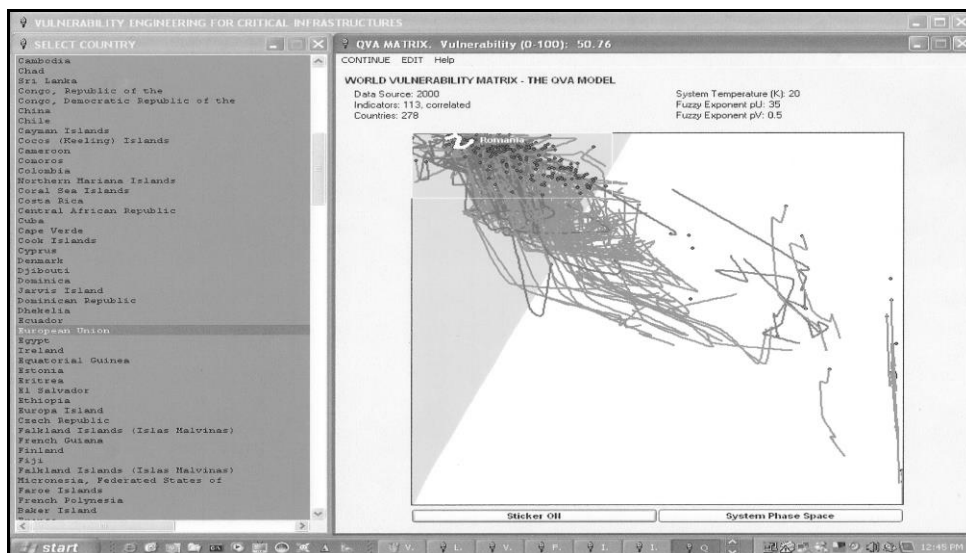 VULNERABILITY ENGINEERING FOR CRITICAL INFRASTRUCTURES
SELECT COUNTRY
Cambodia
Chad
Sri Lanka
Congo, Republic of the
Congo, Democratic Republic of the
China
Chile
Cayman Islands
Cocos (Keeling) Islands
Cameroon
Comoros
Colombia
Northern Mariana Islands
Coral Sea Islands
Costa Rica
Central African Republic
Cuba
Cape Verde
Cook Islands
Cyprus
Denmark
Djibouti
Dominica
Jarvis Island
Dominican Republic
Dhekelia
Ecuador
European Union
Egypt
Ireland
Equatorial Guinea
Estonia
Eritrea
El Salvador
Ethiopia
Europa Island
Czech Republic
Falkland Islands (Islas Malvinas)
French Guiana
Finland
Fiji
Falkland Islands (Islas Malvinas)
Micronesia, Federated States of
Faroe Islands
French Polynesia
Baker Island
QVA MATRIX. Vulnerability (0-100): 50.76
CONTINUE EDIT Help
WORLD VULNERABILITY MATRIX - THE QVA MODEL
Data Source: 2000
Indicators: 113, correlated
Countries: 278
System Temperature (K): 20
Fuzzy Exponent pU: 35
Fuzzy Exponent pV: 0.5
Romania
Sticker Off
System Phase Space
start
V.
L.
V.
P.
I.
I.
Q
12:45 PM